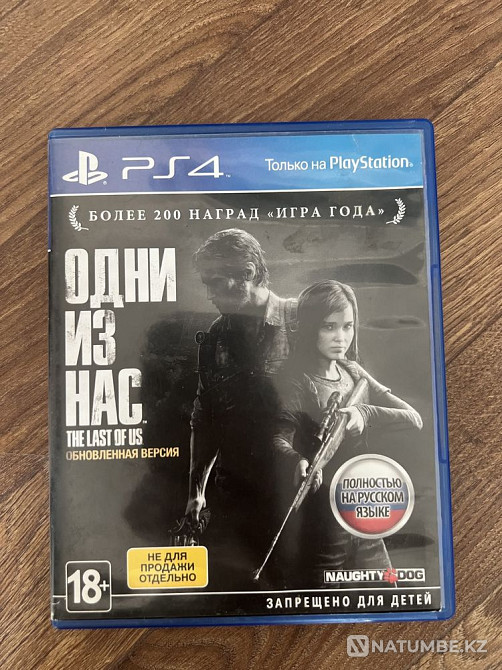 PS4
Только на PlayStation
БОЛЕЕ 200 НАГРАД «ИГРА ГОДА»
ОДНИ
ИЗ
НАС
THE LAST OF US
ОБНОВЛЕННАЯ ВЕРСИЯ
ПОЛНОСТЬЮ
НА РУССКОМ
ЯЗЫКЕ
НЕ ДЛЯ
ПРОДАЖИ
ОТДЕЛЬНО
18+
NAUGHTY DOG
ЗАПРЕЩЕНО ДЛЯ ДЕТЕЙ
NATUMBE.KZ